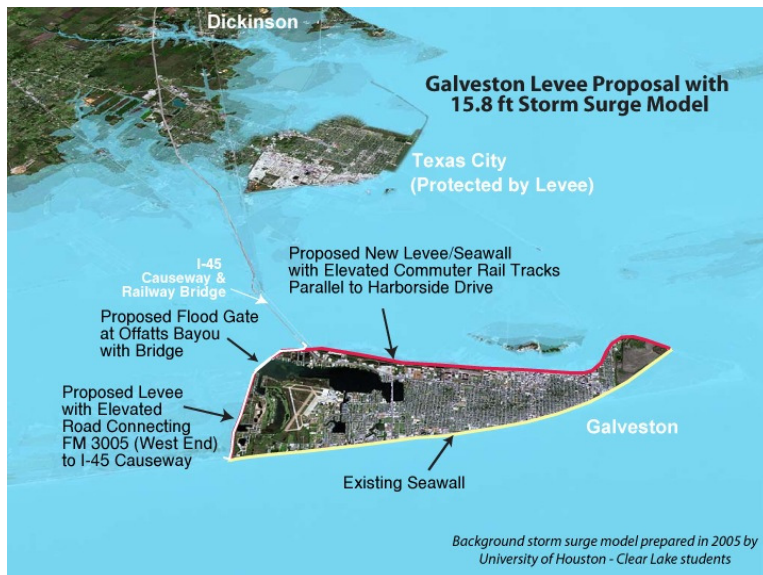 Dickinson
Galveston Levee Proposal with
15.8 ft Storm Surge Model
Texas City
(Protected by Levee)
I-45
Causeway &
Railway Bridge
Proposed New Levee/Seawall
with Elevated Commuter Rail Tracks
Parallel to Harborside Drive
Proposed Flood Gate
at Offatts Bayou
with Bridge
Proposed Levee
with Elevated
Road Connecting
FM 3005 (West End)
to I-45 Causeway
Galveston
Existing Seawall
Background storm surge model prepared in 2005 by
University of Houston - Clear Lake students